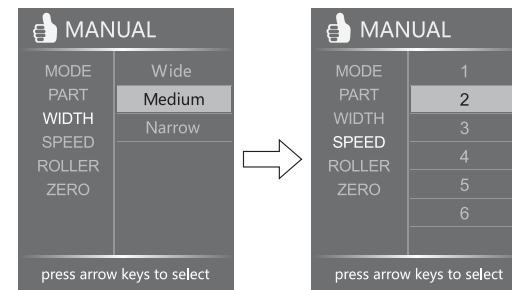 MANUAL
MODE
PART
WIDTH
SPEED
ROLLER
ZERO
Wide
Medium
Narrow
press arrow keys to select
MANUAL
MODE
PART
WIDTH
SPEED
ROLLER
ZERO
1
2
3
4
5
6
press arrow keys to select